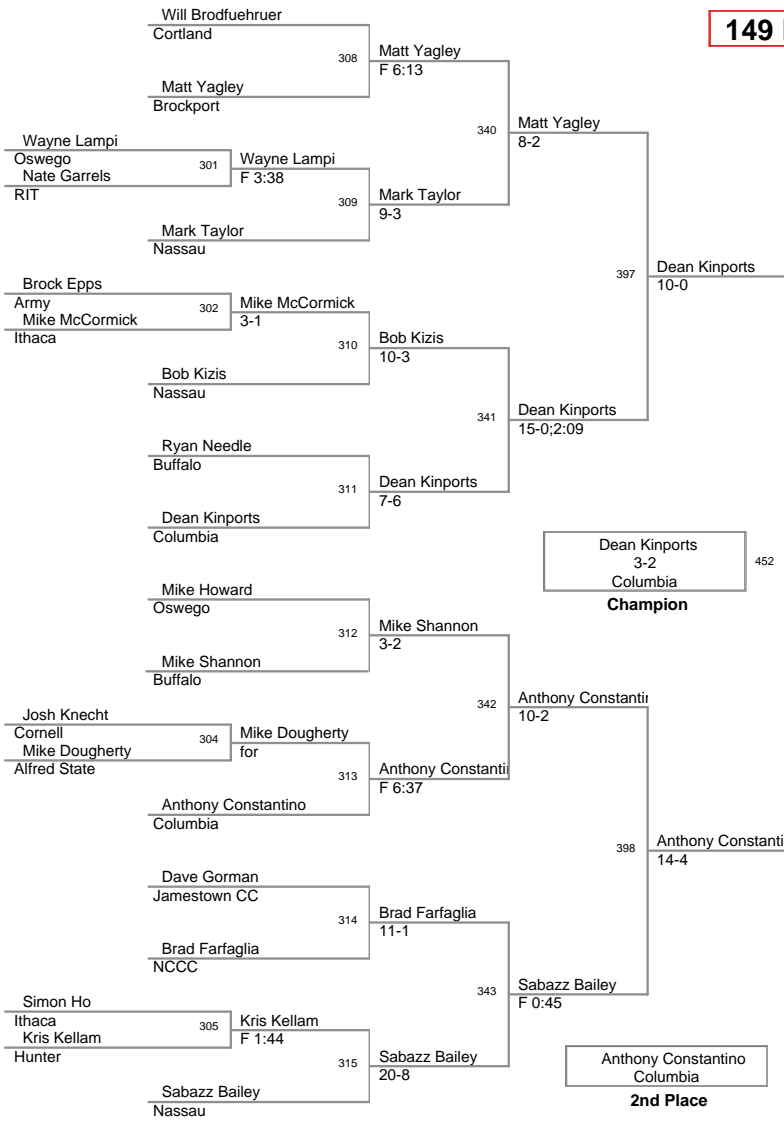 149
Will Brodfuehruer
Cortland
308
Matt Yagley
F 6:13
Matt Yagley
Brockport
340
Matt Yagley
8-2
Wayne Lampi
Oswego
301
Wayne Lampi
F 3:38
Nate Garrels
RIT
309
Mark Taylor
9-3
Mark Taylor
Nassau
397
Dean Kinports
10-0
Brock Epps
Army
302
Mike McCormick
3-1
Mike McCormick
Ithaca
310
Bob Kizis
10-3
Bob Kizis
Nassau
341
Dean Kinports
15-0;2:09
Ryan Needle
Buffalo
311
Dean Kinports
7-6
Dean Kinports
Columbia
Dean Kinports
3-2
Columbia
452
Champion
Mike Howard
Oswego
312
Mike Shannon
3-2
Mike Shannon
Buffalo
342
Anthony Constantin
10-2
Josh Knecht
Cornell
304
Mike Dougherty
for
Mike Dougherty
Alfred State
313
Anthony Constanti
F 6:37
Anthony Constantino
Columbia
398
Anthony Constanti
14-4
Dave Gorman
Jamestown CC
314
Brad Farfaglia
11-1
Brad Farfaglia
NCCC
343
Sabazz Bailey
F 0:45
Simon Ho
Ithaca
305
Kris Kellam
F 1:44
Kris Kellam
Hunter
315
Sabazz Bailey
20-8
Sabazz Bailey
Nassau
Anthony Constantino
Columbia
2nd Place